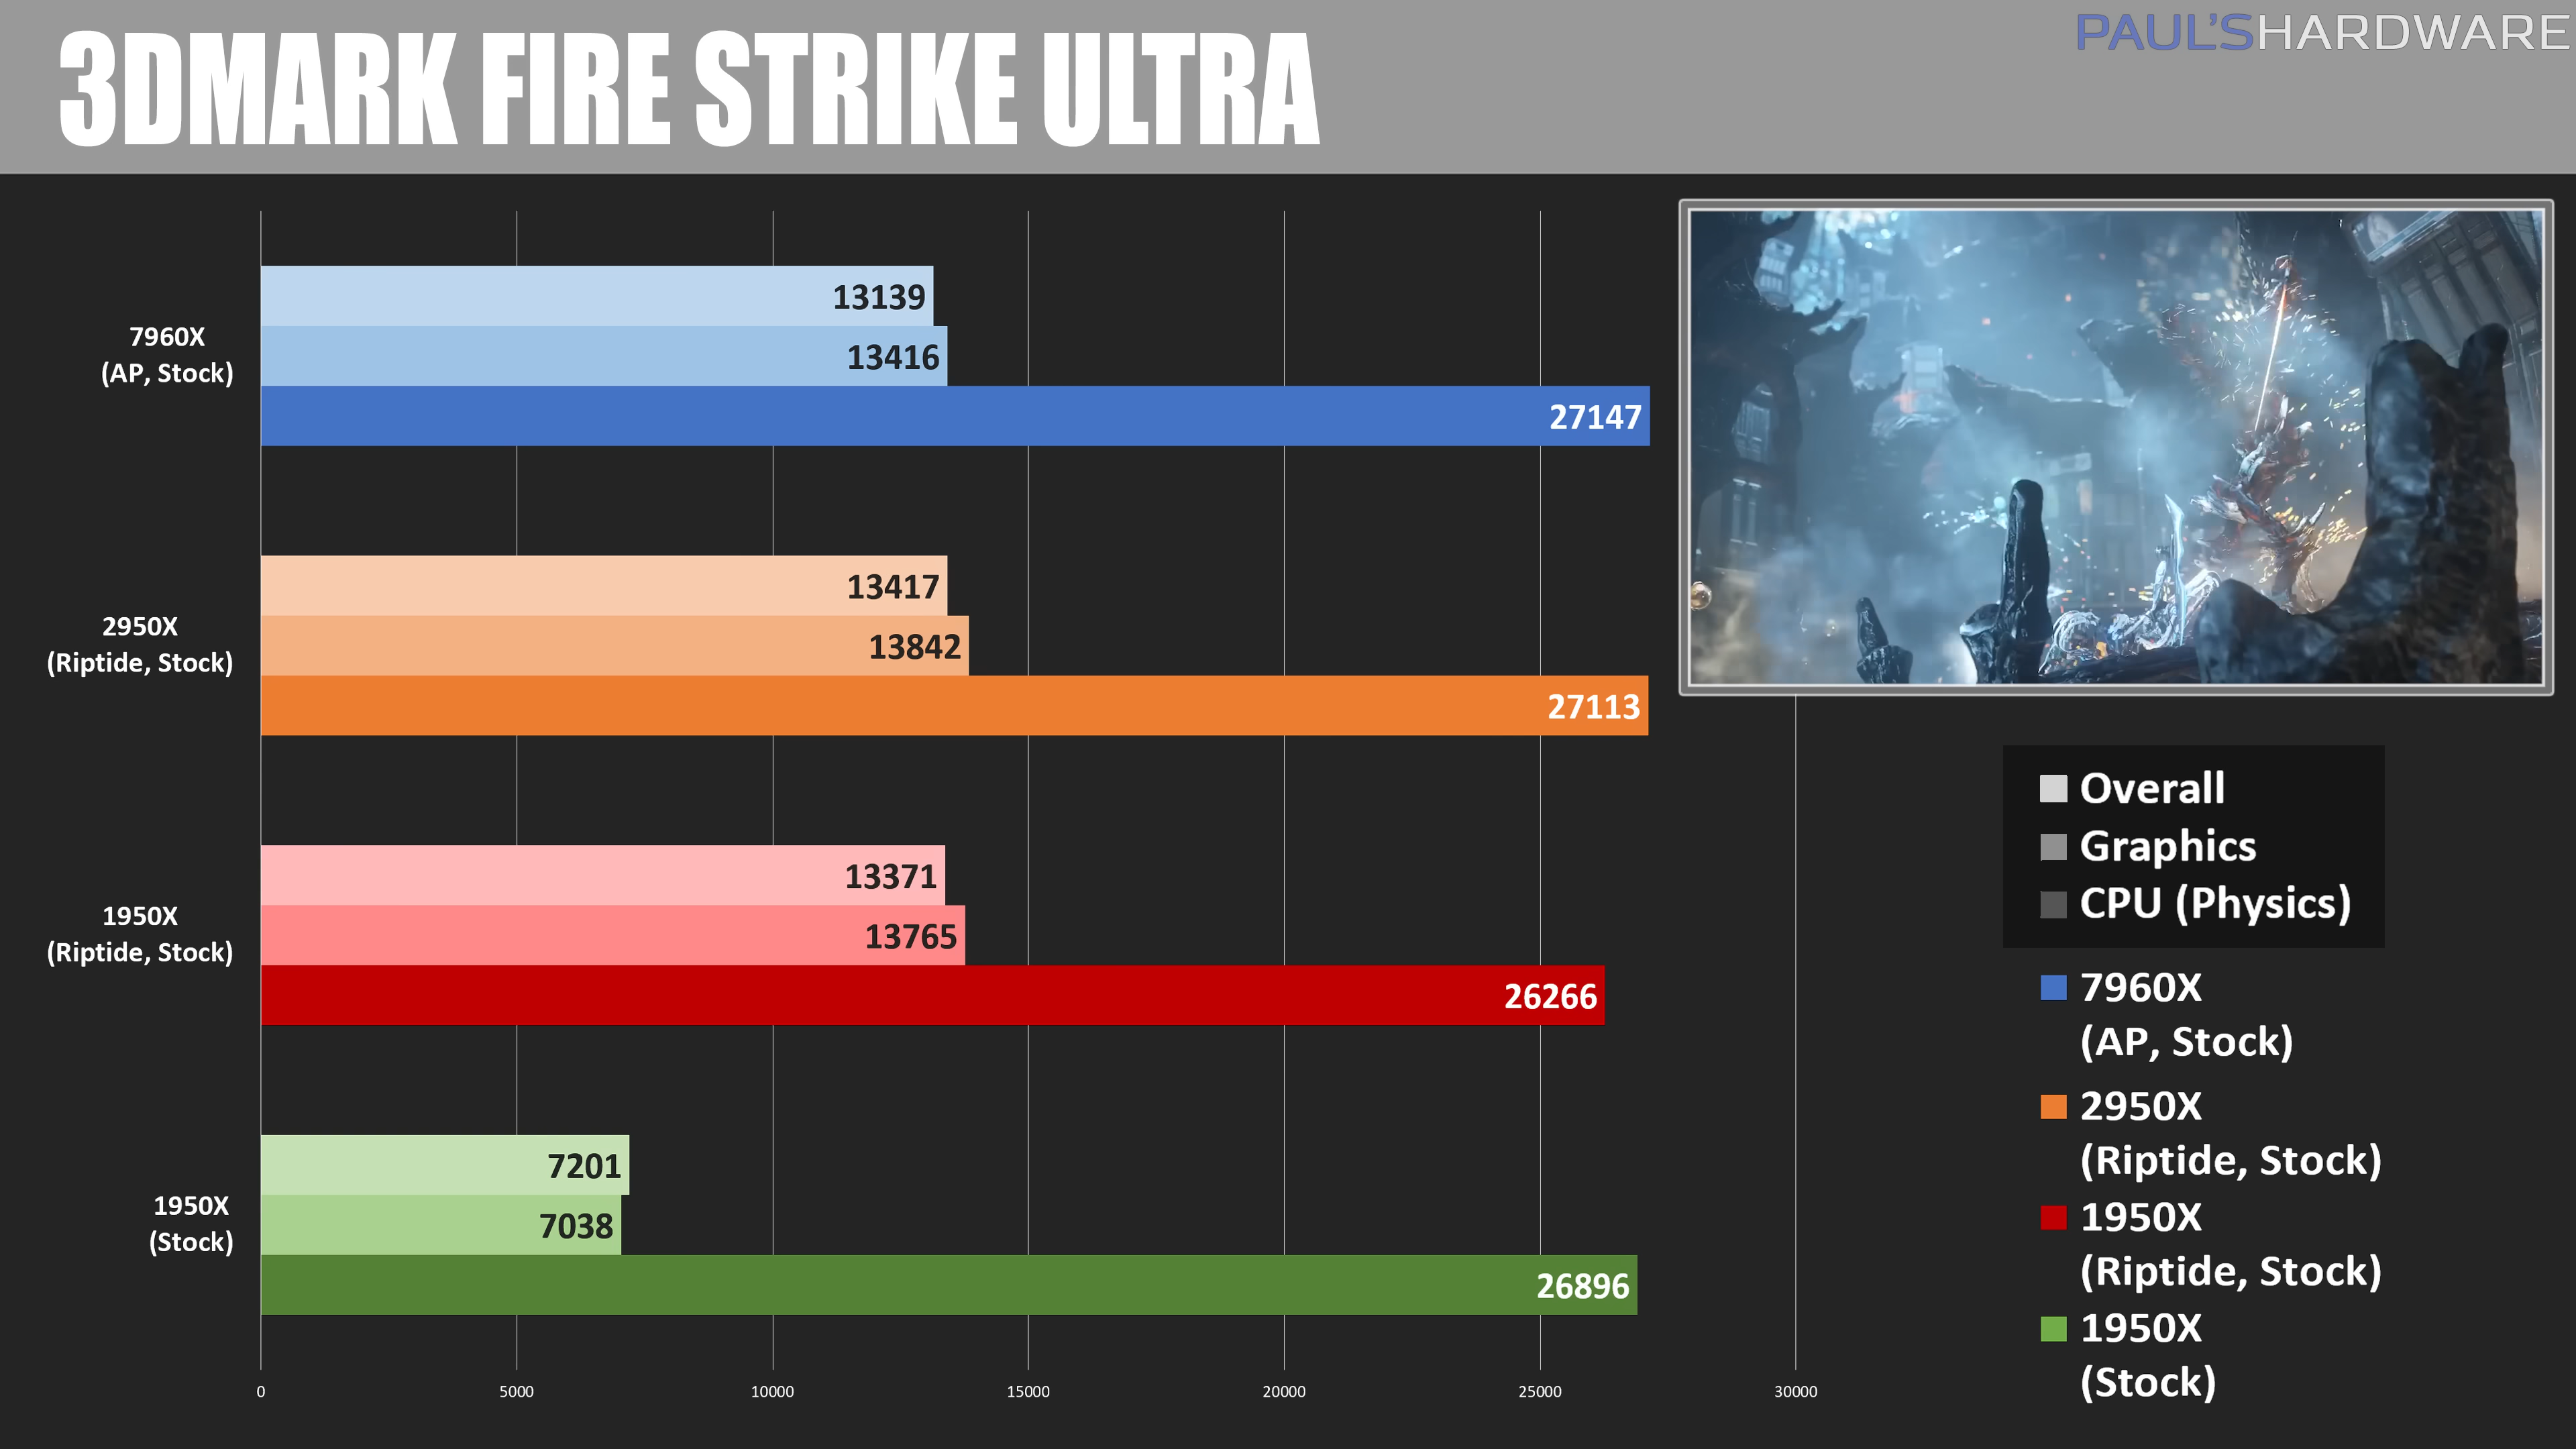 3DMARK FIRE STRIKE ULTRA
PAUL'SHARDWARE
7960X
(AP, Stock)
13139
13416
27147
2950X
(Riptide, Stock)
13417
13842
27113
1950X
(Riptide, Stock)
13371
13765
26266
1950X
(Stock)
7201
7038
26896
0 5000 10000 15000 20000 25000 30000
Overall
Graphics
CPU (Physics)
7960X
(AP, Stock)
2950X
(Riptide, Stock)
1950X
(Riptide, Stock)
1950X
(Stock)